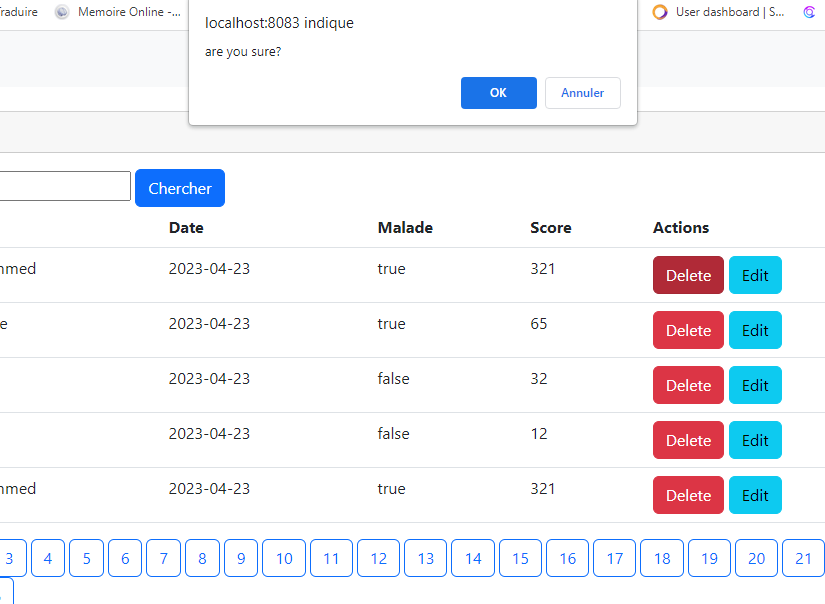 Memoire Online -...
User dashboard | S...
localhost:8083 indique
are you sure?
OK Annuler
Chercher
Date Malade Score Actions
2023-04-23 true 321 Delete Edit
2023-04-23 true 65 Delete Edit
2023-04-23 false 32 Delete Edit
2023-04-23 false 12 Delete Edit
2023-04-23 true 321 Delete Edit
3 4 5 6 7 8 9 10 11 12 13 14 15 16 17 18 19 20 21